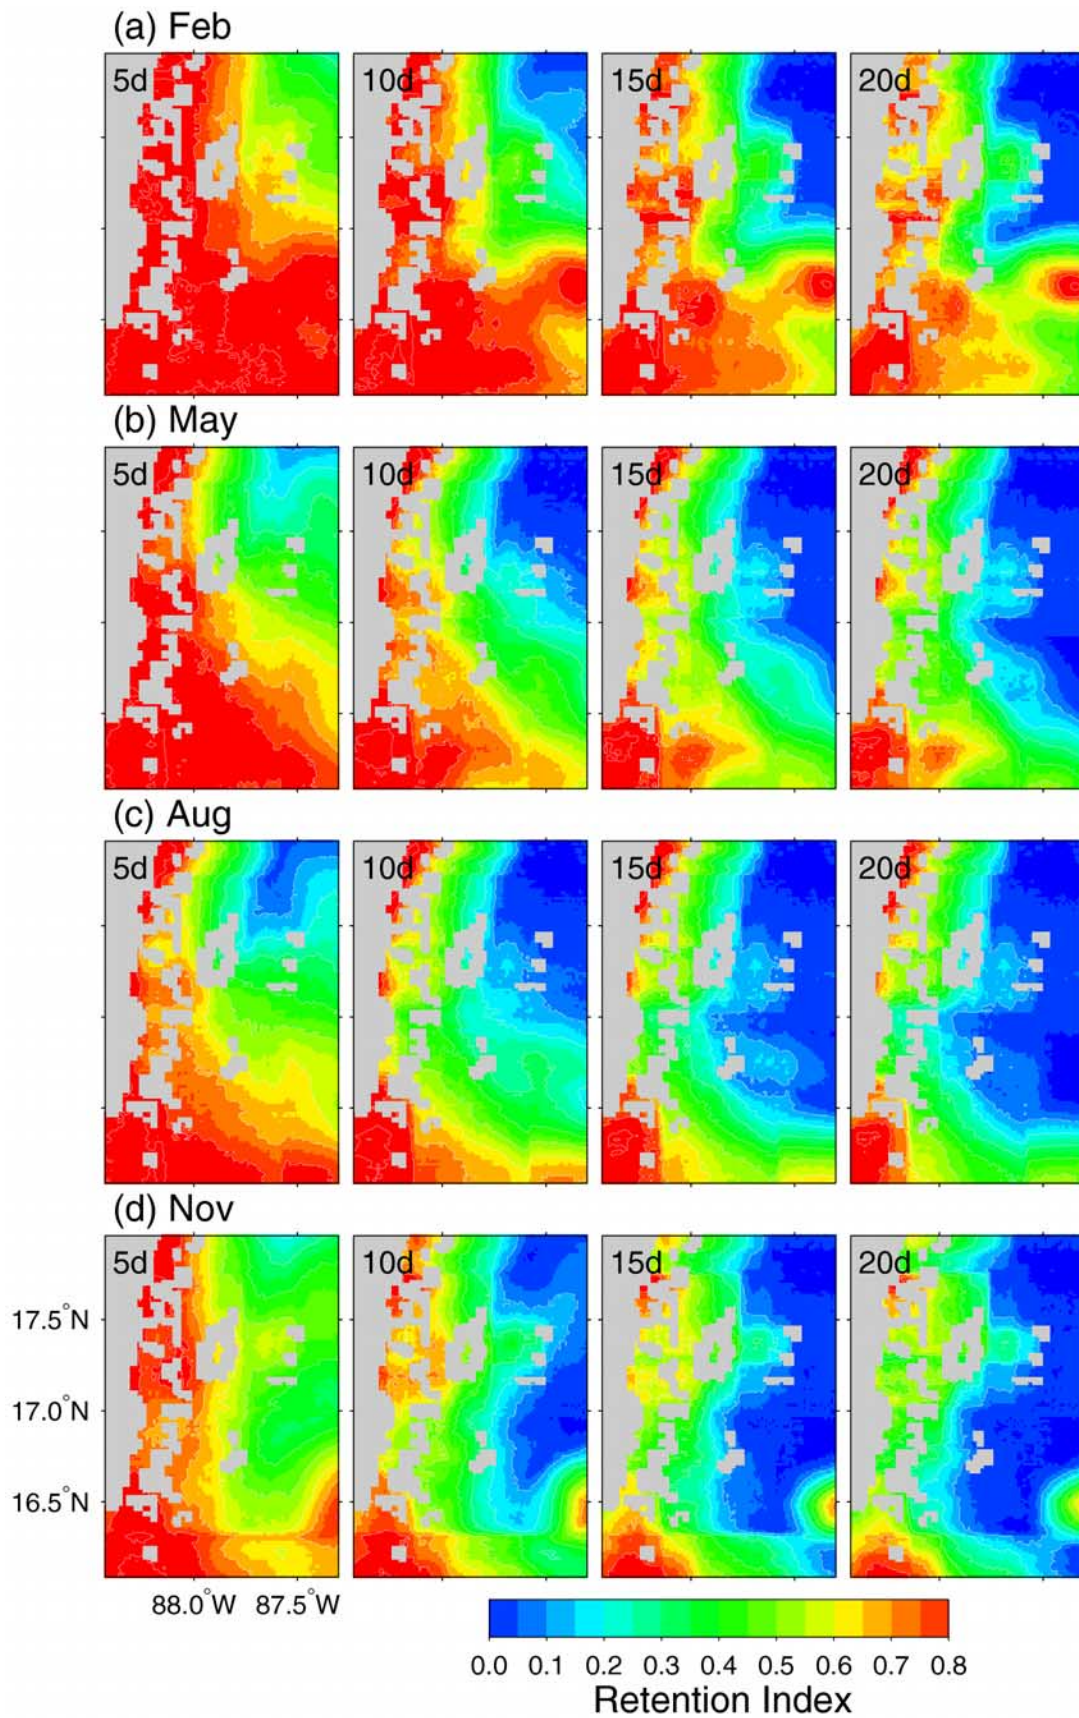 (a) Feb
5d 10d 15d 20d
(b) May
5d 10d 15d 20d
(c) Aug
5d 10d 15d 20d
(d) Nov
5d 10d 15d 20d
17.5°N
17.0°N
16.5°N
88.0°W 87.5°W
0.0 0.1 0.2 0.3 0.4 0.5 0.6 0.7 0.8
Retention Index